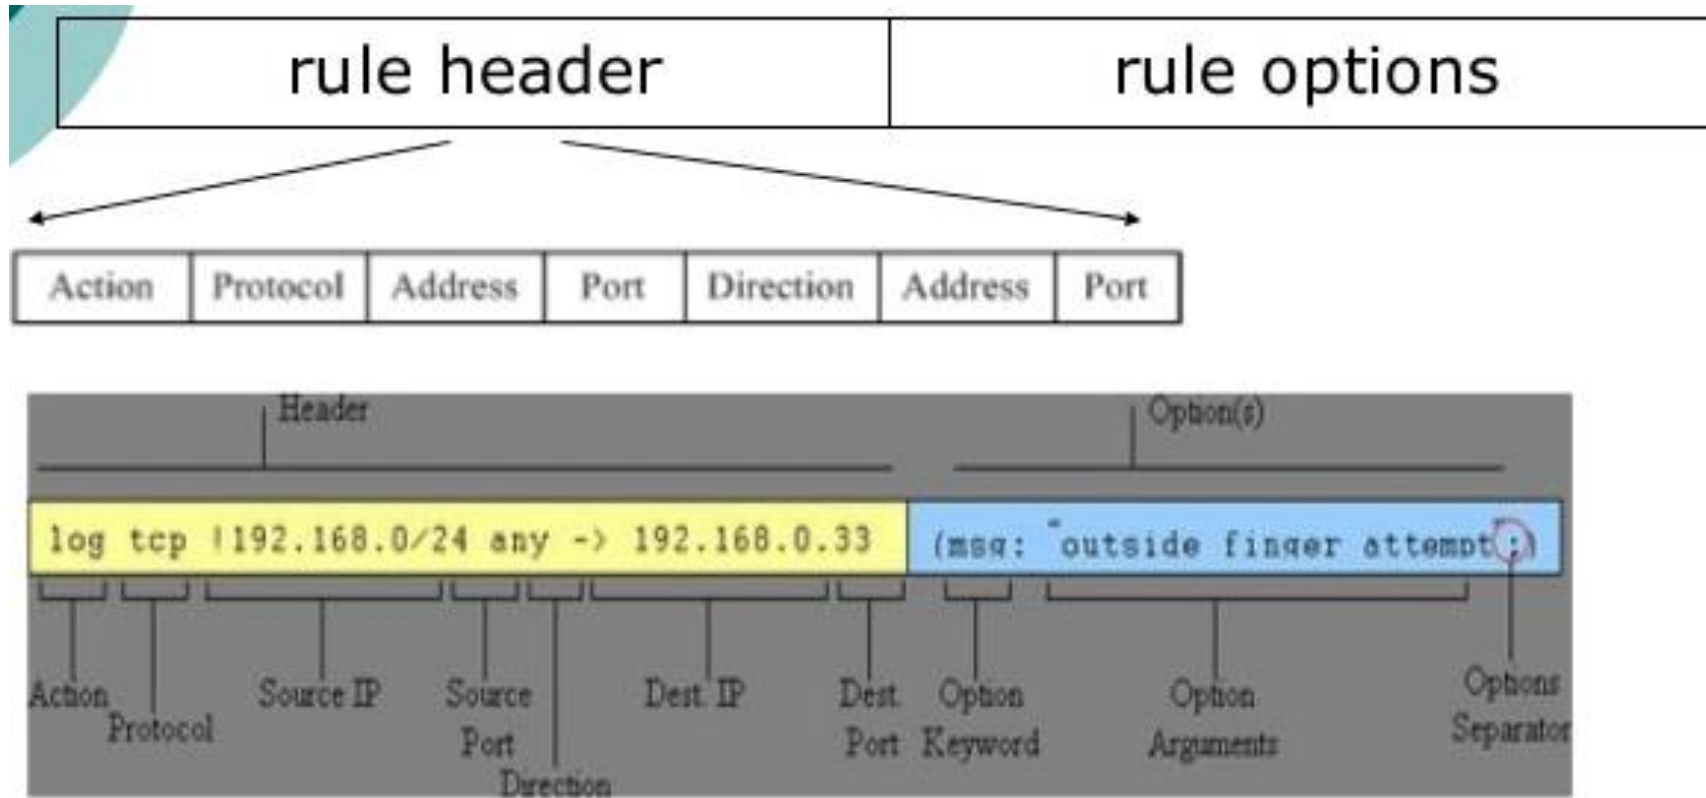 rule header rule options
Action Protocol Address Port Direction Address Port
Header Option(s)
log tcp !192.168.0/24 any -> 192.168.0.33 (msg: "outside finger attempt";)
Action Source IP Source Dest. IP Dest. Option Option Options
Protocol Port Port Keyword Arguments Separator
Direction